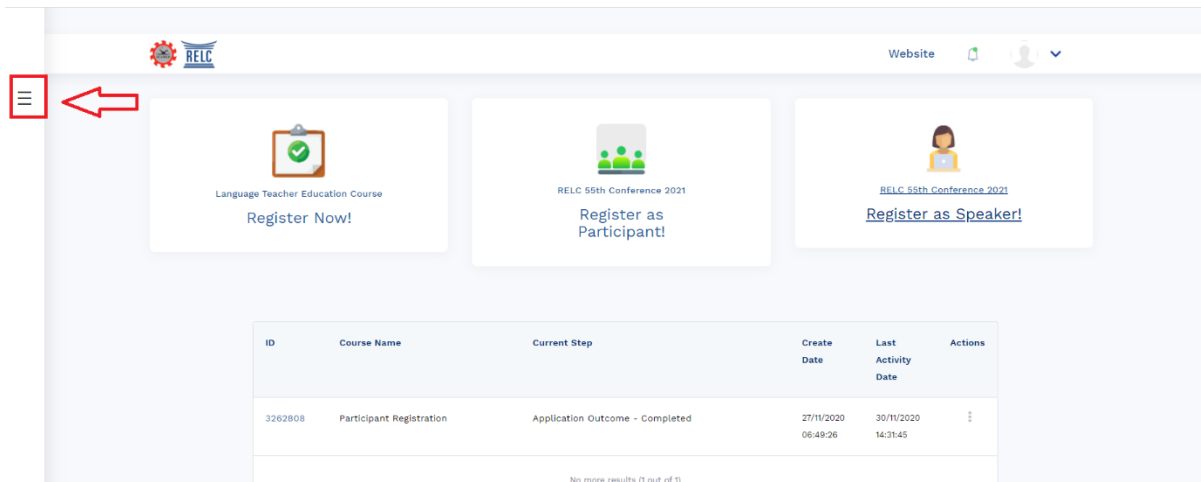 RELC
Website
Language Teacher Education Course
Register Now!
RELC 55th Conference 2021
Register as
Participant!
RELC 55th Conference 2021
Register as Speaker!
ID Course Name Current Step Create Date Last Activity Date Actions
3262808 Participant Registration Application Outcome - Completed 27/11/2020 06:49:26 30/11/2020 14:31:45
No more results (1 out of 1)